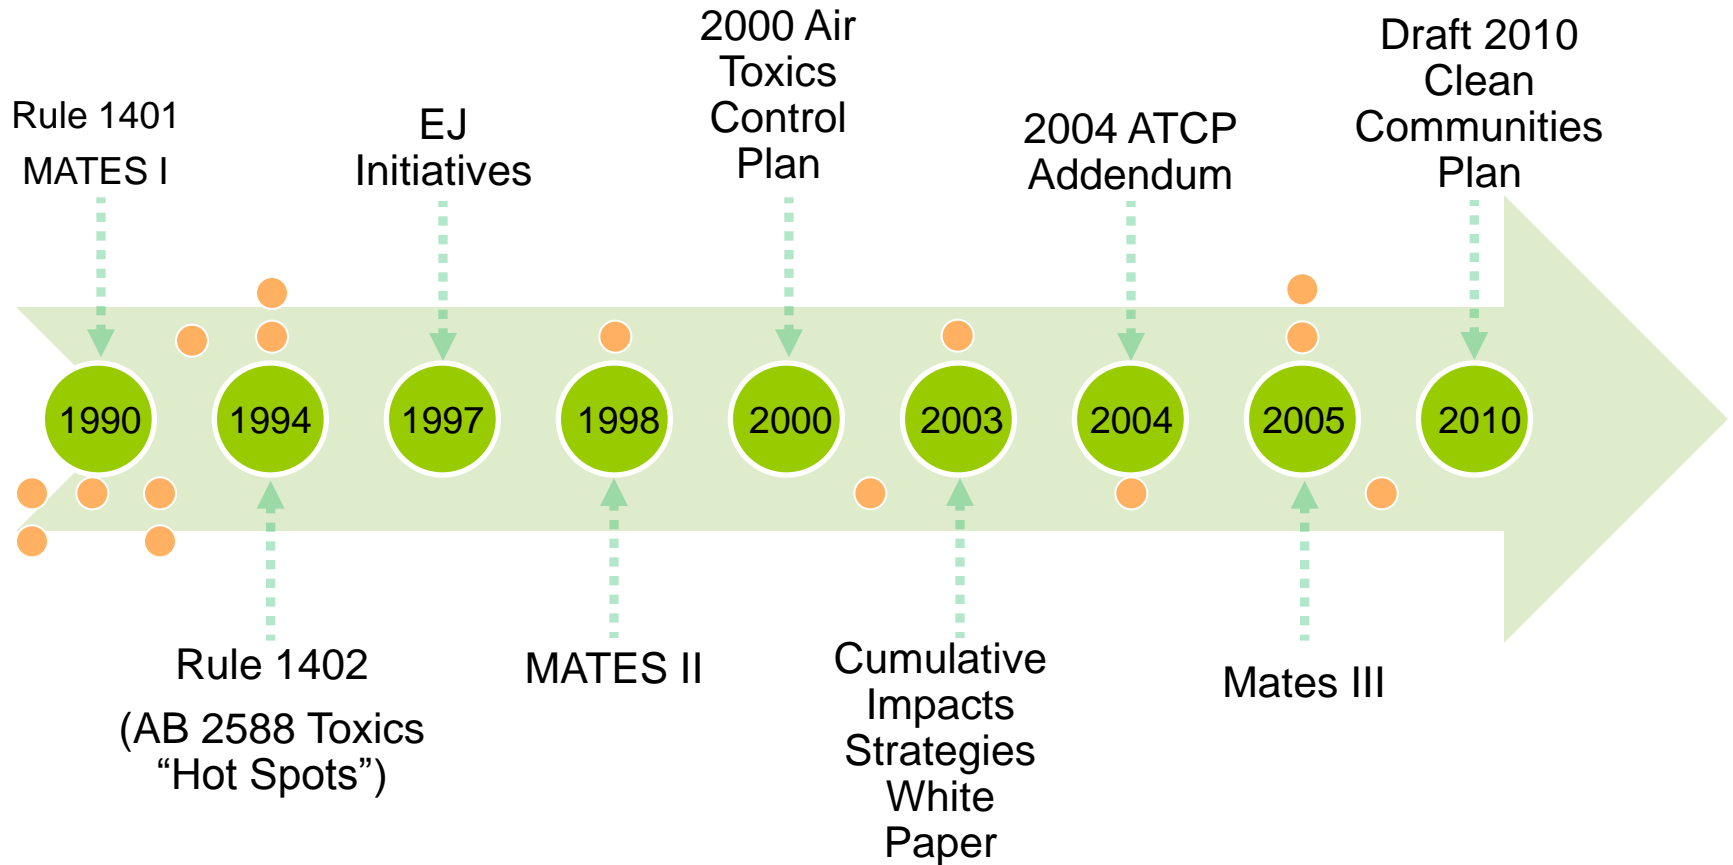 Rule 1401
MATES I
EJ
Initiatives
2000 Air
Toxics
Control
Plan
2004 ATCP
Addendum
Draft 2010
Clean
Communities
Plan
1990
1994
1997
1998
2000
2003
2004
2005
2010
Rule 1402
(AB 2588 Toxics
“Hot Spots”)
MATES II
Cumulative
Impacts
Strategies
White
Paper
Mates III